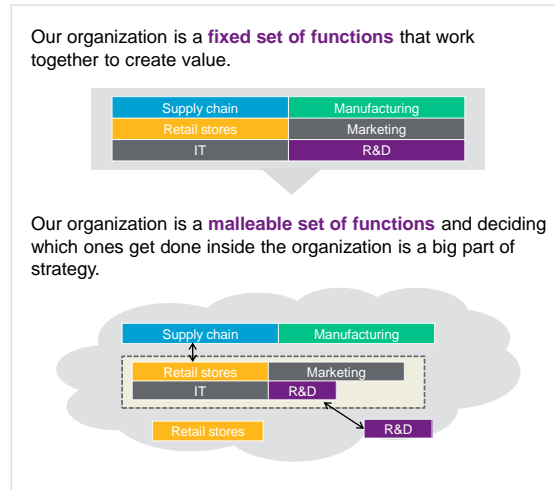 Our organization is a fixed set of functions that work
together to create value.
Supply chain Manufacturing
Retail stores Marketing
IT R&D
Our organization is a malleable set of functions and deciding
which ones get done inside the organization is a big part of
strategy.
Supply chain Manufacturing
Retail stores Marketing
IT R&D
Retail stores R&D